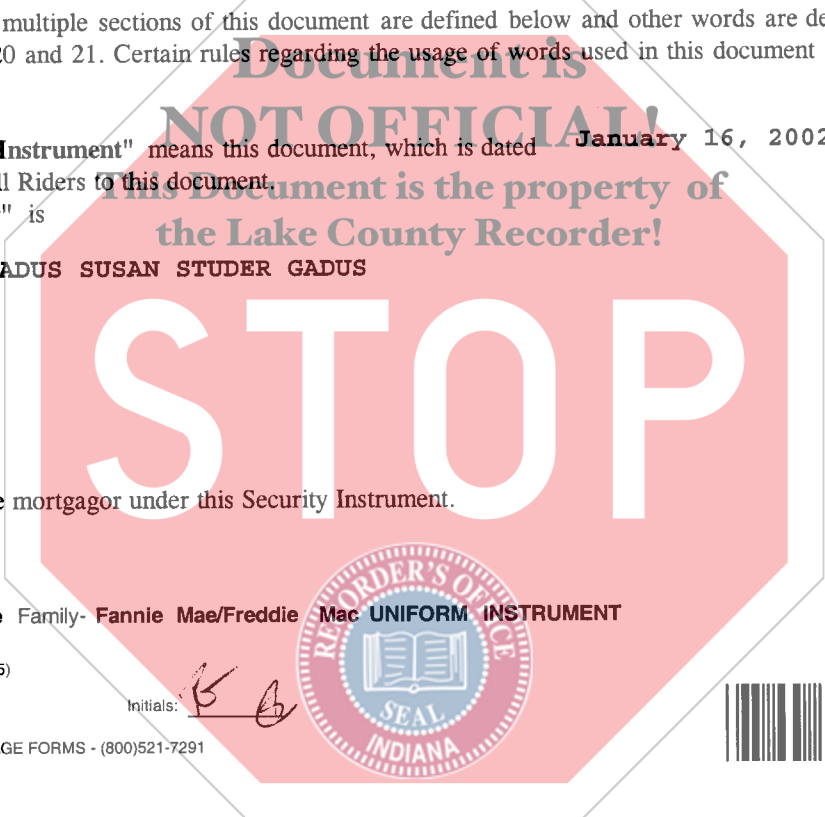 multiple sections of this document are defined below and other words are de
20 and 21. Certain rules regarding the usage of words used in this document
Document is
NOT OFFICIAL!
Instrument" means this document, which is dated January 16, 2002
ll Riders to this document.
This Document is the property of
" is
the Lake County Recorder!
ADUS SUSAN STUDER GADUS
STOP
e mortgagor under this Security Instrument.
e Family- Fannie Mae/Freddie Mac UNIFORM INSTRUMENT
5)
Initials:
GE FORMS - (800)521-7291
RECORDER'S OFFICE
SEAL
INDIANA